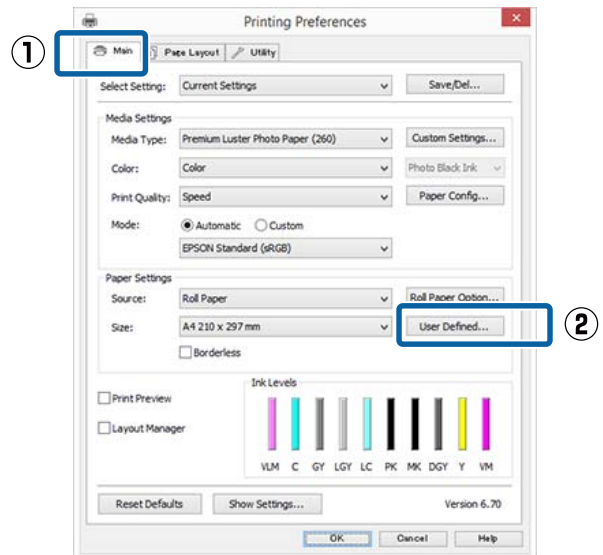 Printing Preferences
①
Main Page Layout Utility
Select Setting: Current Settings Save/Del...
Media Settings
Media Type: Premium Luster Photo Paper (260) Custom Settings...
Color: Color Photo Black Ink
Print Quality: Speed Paper Config...
Mode: Automatic Custom
EPSON Standard (sRGB)
Paper Settings
Source: Roll Paper Roll Paper Option...
Size: A4 210 x 297 mm User Defined...
②
Borderless
Ink Levels
Print Preview
Layout Manager
VLM C GY LGY LC PK MK DGY Y VM
Reset Defaults Show Settings... Version 6.70
OK Cancel Help